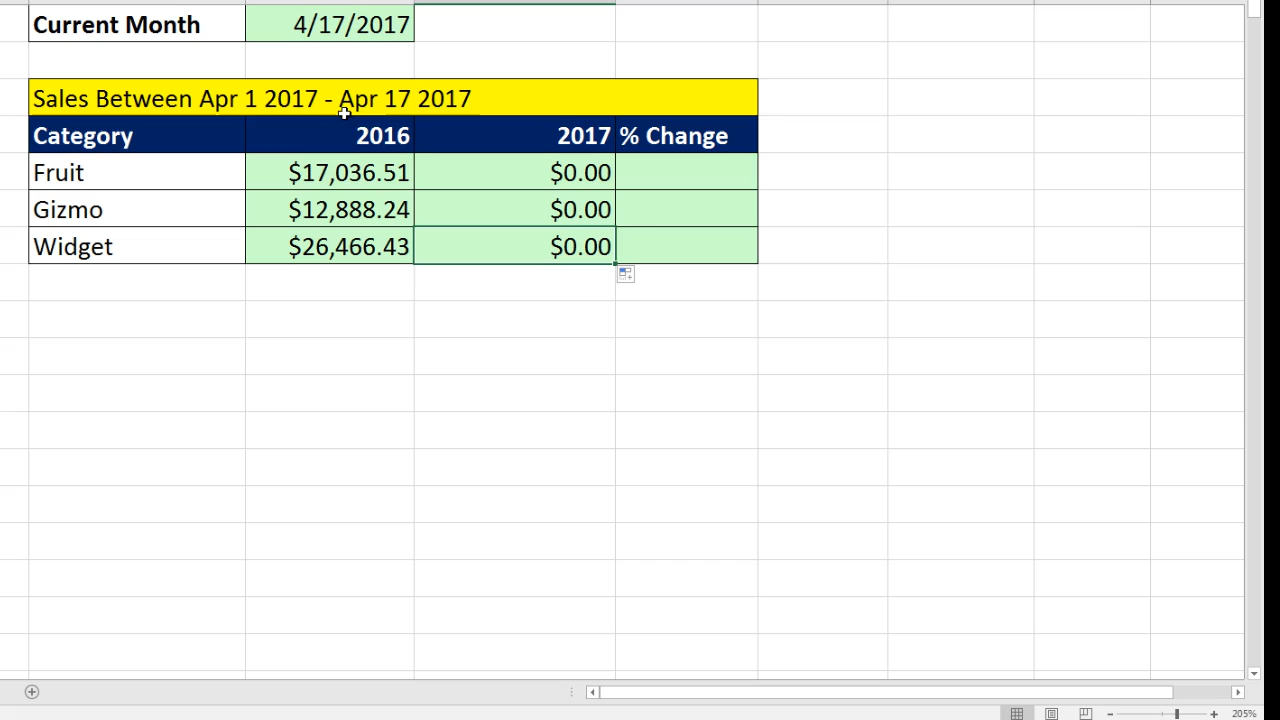 Current Month 4/17/2017
Sales Between Apr 1 2017 - Apr 17 2017
Category 2016 2017 % Change
Fruit $17,036.51 $0.00
Gizmo $12,888.24 $0.00
Widget $26,466.43 $0.00
205%